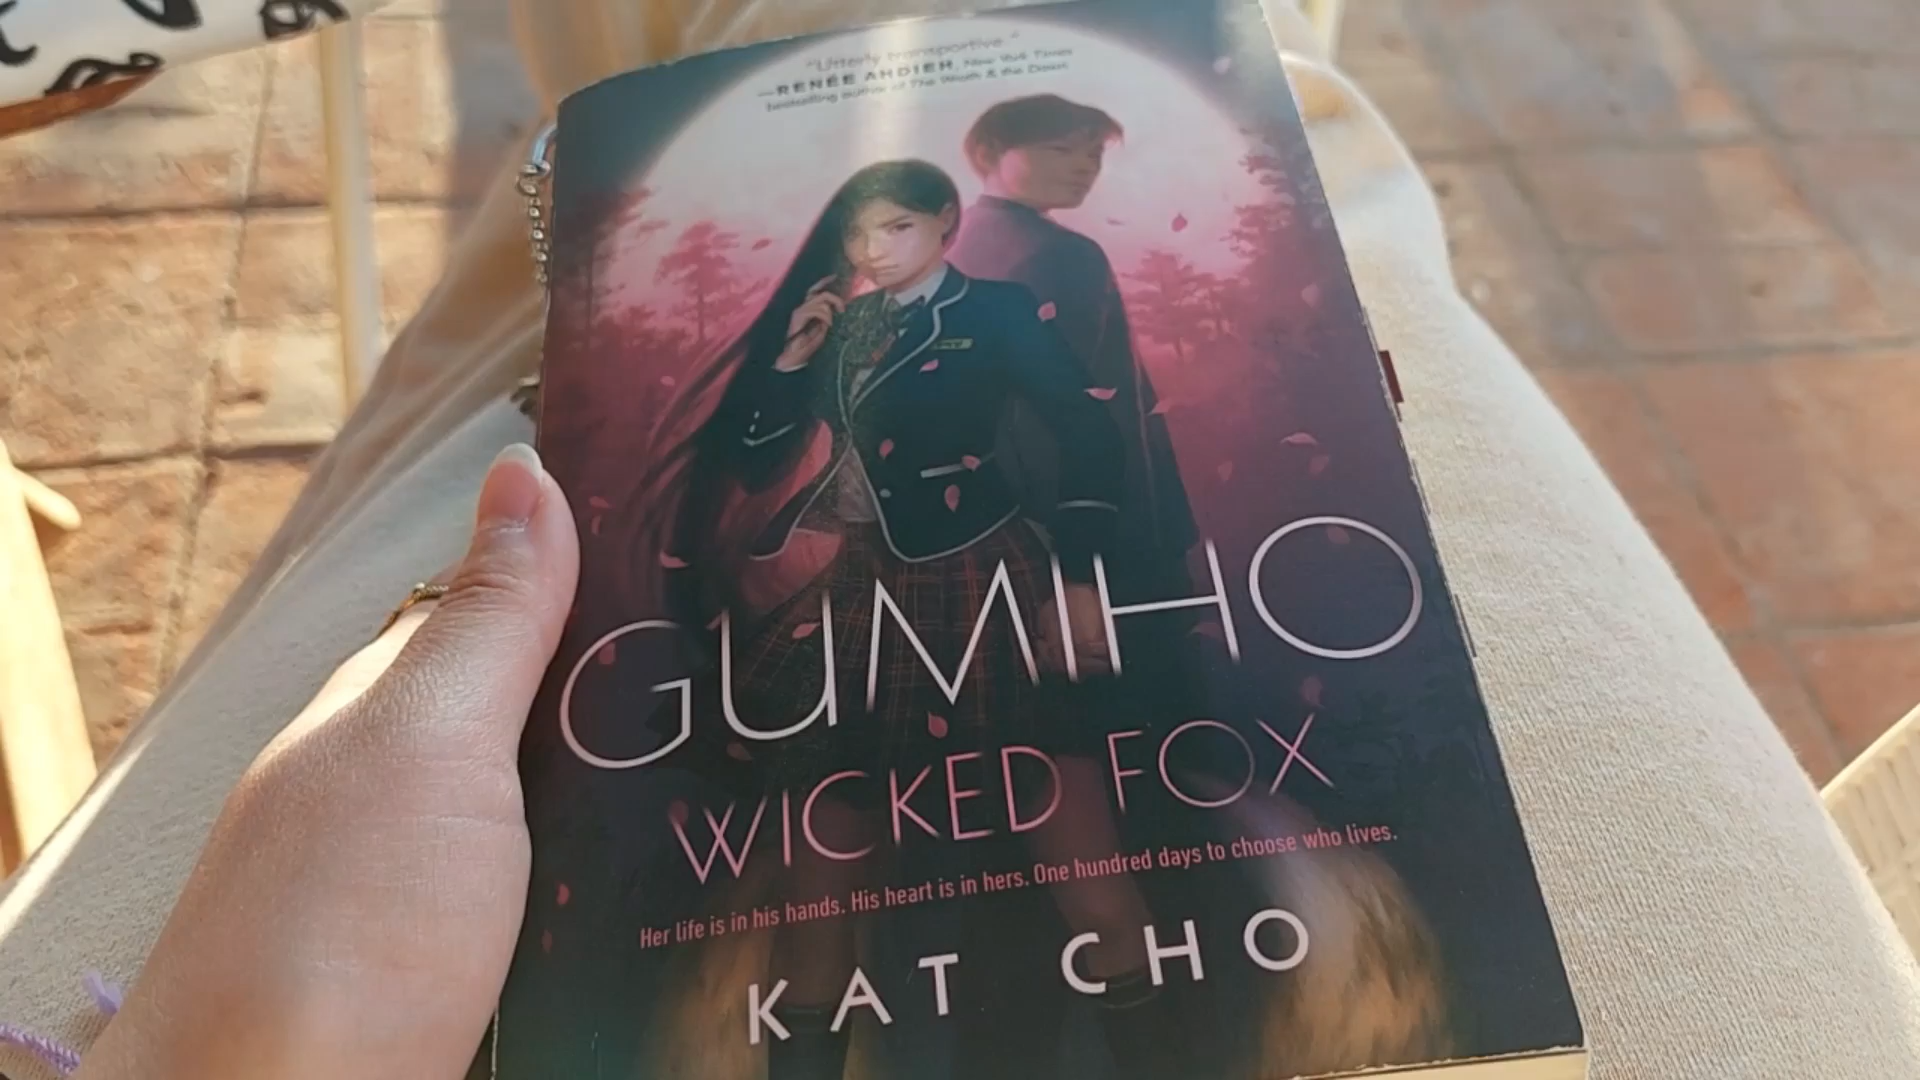 "Utterly transportive."
—RENÉE AHDIEH, New York Times
bestselling author of The Wrath & the Dawn
GUMIHO
WICKED FOX
Her life is in his hands. His heart is in hers. One hundred days to choose who lives.
KAT CHO